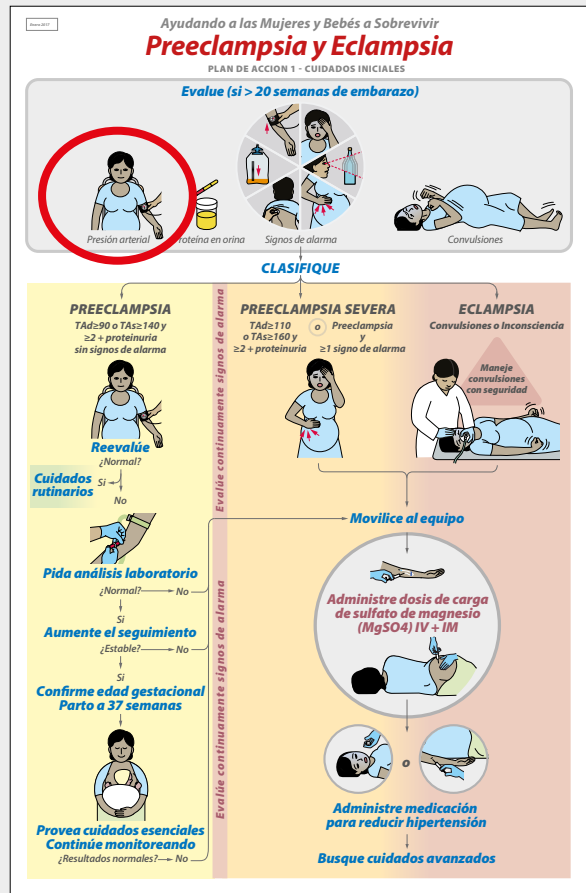 Enero 2017
Ayudando a las Mujeres y Bebés a Sobrevivir
Preeclampsia y Eclampsia
PLAN DE ACCION 1 - CUIDADOS INICIALES
Evalue (si > 20 semanas de embarazo)
Presión arterial
Proteina en orina
Signos de alarma
Convulsiones
CLASIFIQUE
PREECLAMPSIA
TAd≥90 o TAs≥140 y
≥2 + proteinuria
sin signos de alarma
Reevalúe
¿Normal?
Si
Cuidados
rutinarios
No
Pida análisis laboratorio
¿Normal?
No
Si
Aumente el seguimiento
¿Estable?
No
Si
Confirme edad gestacional
Parto a 37 semanas
Provea cuidados esenciales
Continúe monitoreando
¿Resultados normales?
No
Evalúe continuamente signos de alarma
Evalúe continuamente signos de alarma
PREECLAMPSIA SEVERA
TAd≥110
o TAs≥160 y
≥2 + proteinuria
o
Preeclampsia
y
≥1 signo de alarma
ECLAMPSIA
Convulsiones o Inconsciencia
Maneje
convulsiones
con seguridad
Movilice al equipo
Administre dosis de carga
de sulfato de magnesio
(MgSO4) IV + IM
o
Administre medicación
para reducir hipertensión
Busque cuidados avanzados